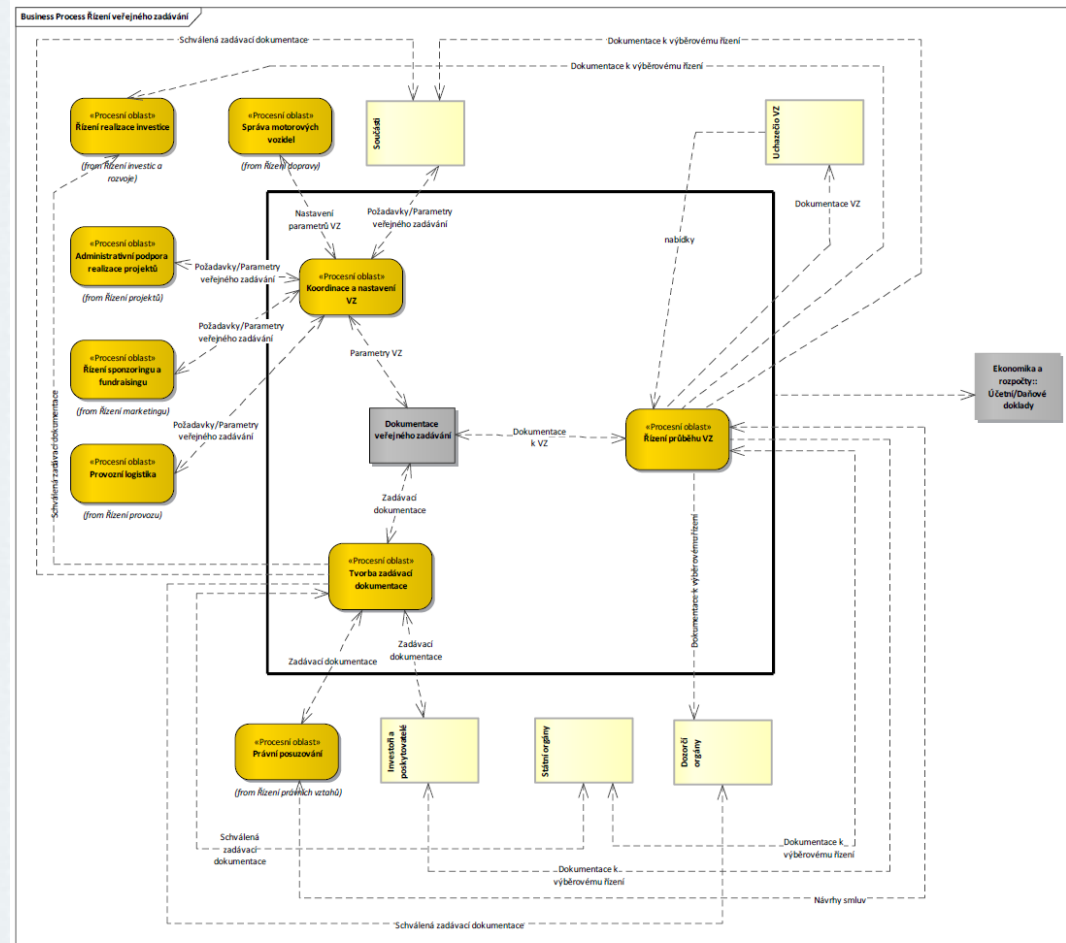 Business Process Řízení veřejného zadávání
Schválená zadávací dokumentace
Dokumentace k výběrovému řízení
Dokumentace k výběrovému řízení
«Procesní oblast»
Řízení realizace investice
(from Řízení investic a
rozvoje)
«Procesní oblast»
Správa motorových
vozidel
(from Řízení dopravy)
Součásti
Uchazečio VZ
Nastavení
parametrů VZ
Požadavky/Parametry
veřejného zadávání
Dokumentace VZ
nabídky
«Procesní oblast»
Administrativní podpora
realizace projektů
(from Řízení projektů)
Požadavky/Parametry
veřejného zadávání
«Procesní oblast»
Koordinace a nastavení
VZ
Požadavky/Parametry
veřejného zadávání
Parametry VZ
«Procesní oblast»
Řízení sponzoringu a
fundraisingu
(from Řízení marketingu)
Ekonomika a
rozpočty::
Účetní/Daňové
doklady
Požadavky/Parametry
veřejného zadávání
Dokumentace
veřejného zadávání
Dokumentace
k VZ
«Procesní oblast»
Řízení průběhu VZ
«Procesní oblast»
Provozní logistika
(from Řízení provozu)
Schválená zadávací dokumentace
Zadávací
dokumentace
«Procesní oblast»
Tvorba zadávací
dokumentace
Dokumentace k výběrovému řízení
Zadávací dokumentace
Zadávací
dokumentace
«Procesní oblast»
Právní posuzování
(from Řízení právních vztahů)
Investoři a
poskytovatelé
Státní orgány
Dozorčí
orgány
Schválená
zadávací
dokumentace
Dokumentace k
výběrovému řízení
Dokumentace k
výběrovému řízení
Návrhy smluv
Schválená zadávací dokumentace